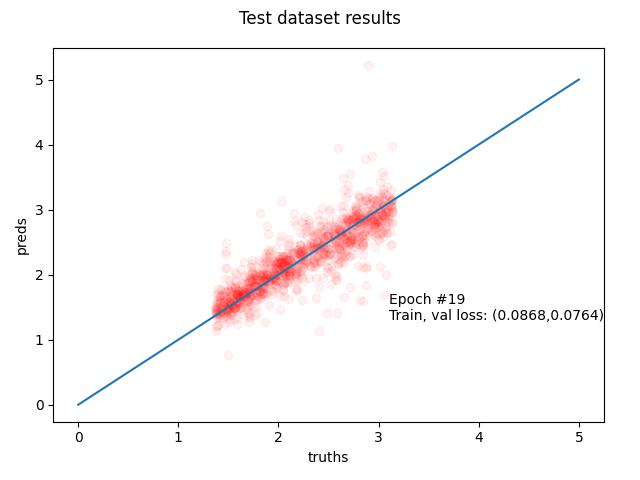 Test dataset results
5
4
3
2
1
0
preds
Epoch #19
Train, val loss: (0.0868,0.0764)
0 1 2 3 4 5
truths